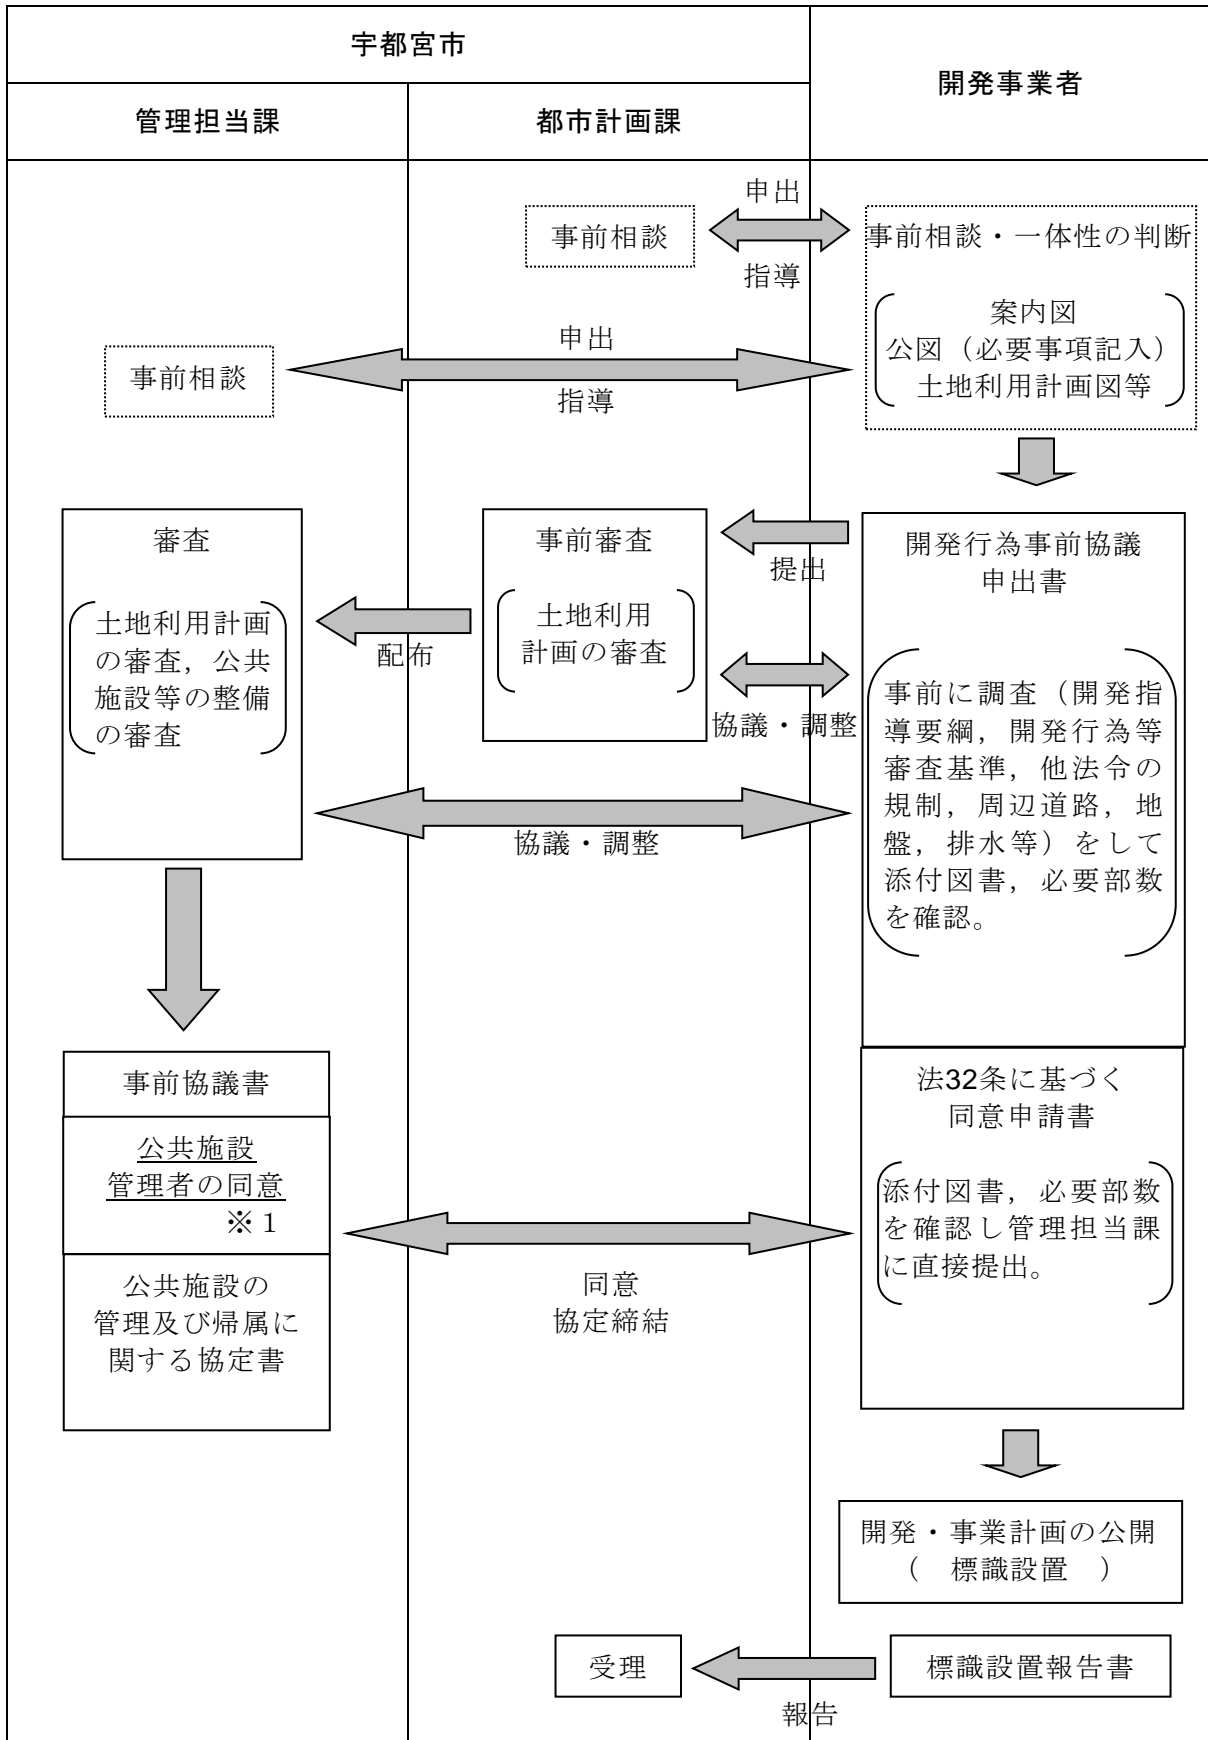 宇都宮市
開発事業者
管理担当課
都市計画課
申出
事前相談
指導
事前相談・一体性の判断
案内図
公図（必要事項記入）
土地利用計画図等
申出
事前相談
指導
審査
土地利用計画
の審査，公共
施設等の整備
の審査
事前審査
土地利用
計画の審査
提出
配布
協議・調整
開発行為事前協議
申出書
事前に調査（開発指
導要綱，開発行為等
審査基準，他法令の
規制，周辺道路，地
盤，排水等）をして
添付図書，必要部数
を確認。
協議・調整
事前協議書
公共施設
管理者の同意
※１
公共施設の
管理及び帰属に
関する協定書
同意
協定締結
法32条に基づく
同意申請書
添付図書，必要部数
を確認し管理担当課
に直接提出。
開発・事業計画の公開
（　標識設置　）
受理
標識設置報告書
報告